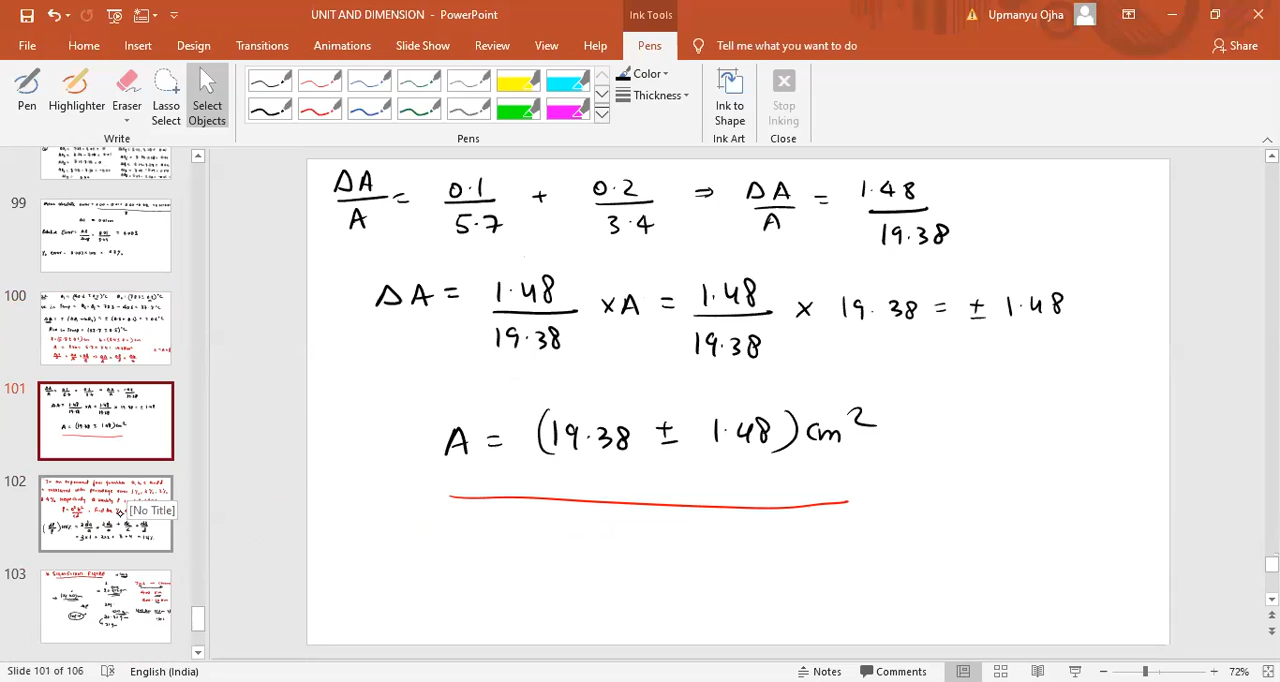 UNIT AND DIMENSION - PowerPoint
Ink Tools
Upmanyu Ojha
File Home Insert Design Transitions Animations Slide Show Review View Help Pens Tell me what you want to do Share
Pen Highlighter Eraser Lasso Select Select Objects
Color
Thickness
Ink to Shape
Stop Inking
Write Pens Ink Art Close
99
100
101
102
[No Title]
103
ΔA/A = 0.1/5.7 + 0.2/3.4 ⇒ ΔA/A = 1.48/19.38
ΔA = 1.48/19.38 × A = 1.48/19.38 × 19.38 = ± 1.48
A = (19.38 ± 1.48) cm²
Slide 101 of 106 English (India) Notes Comments 72%